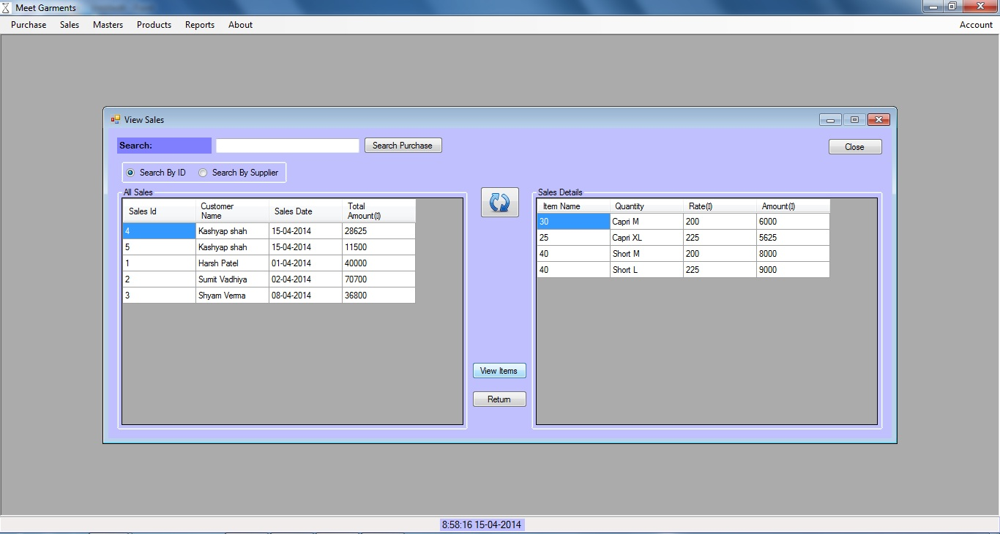 Meet Garments
Purchase Sales Masters Products Reports About Account
View Sales
Search: Search Purchase Close
Search By ID Search By Supplier
All Sales
Sales Id Customer Name Sales Date Total Amount(₹)
4 Kashyap shah 15-04-2014 28625
5 Kashyap shah 15-04-2014 11500
1 Harsh Patel 01-04-2014 40000
2 Sumit Vadhiya 02-04-2014 70700
3 Shyam Verma 08-04-2014 36800
View Items
Return
Sales Details
Item Name Quantity Rate(₹) Amount(₹)
30 Capri M 200 6000
25 Capri XL 225 5625
40 Short M 200 8000
40 Short L 225 9000
8:58:16 15-04-2014